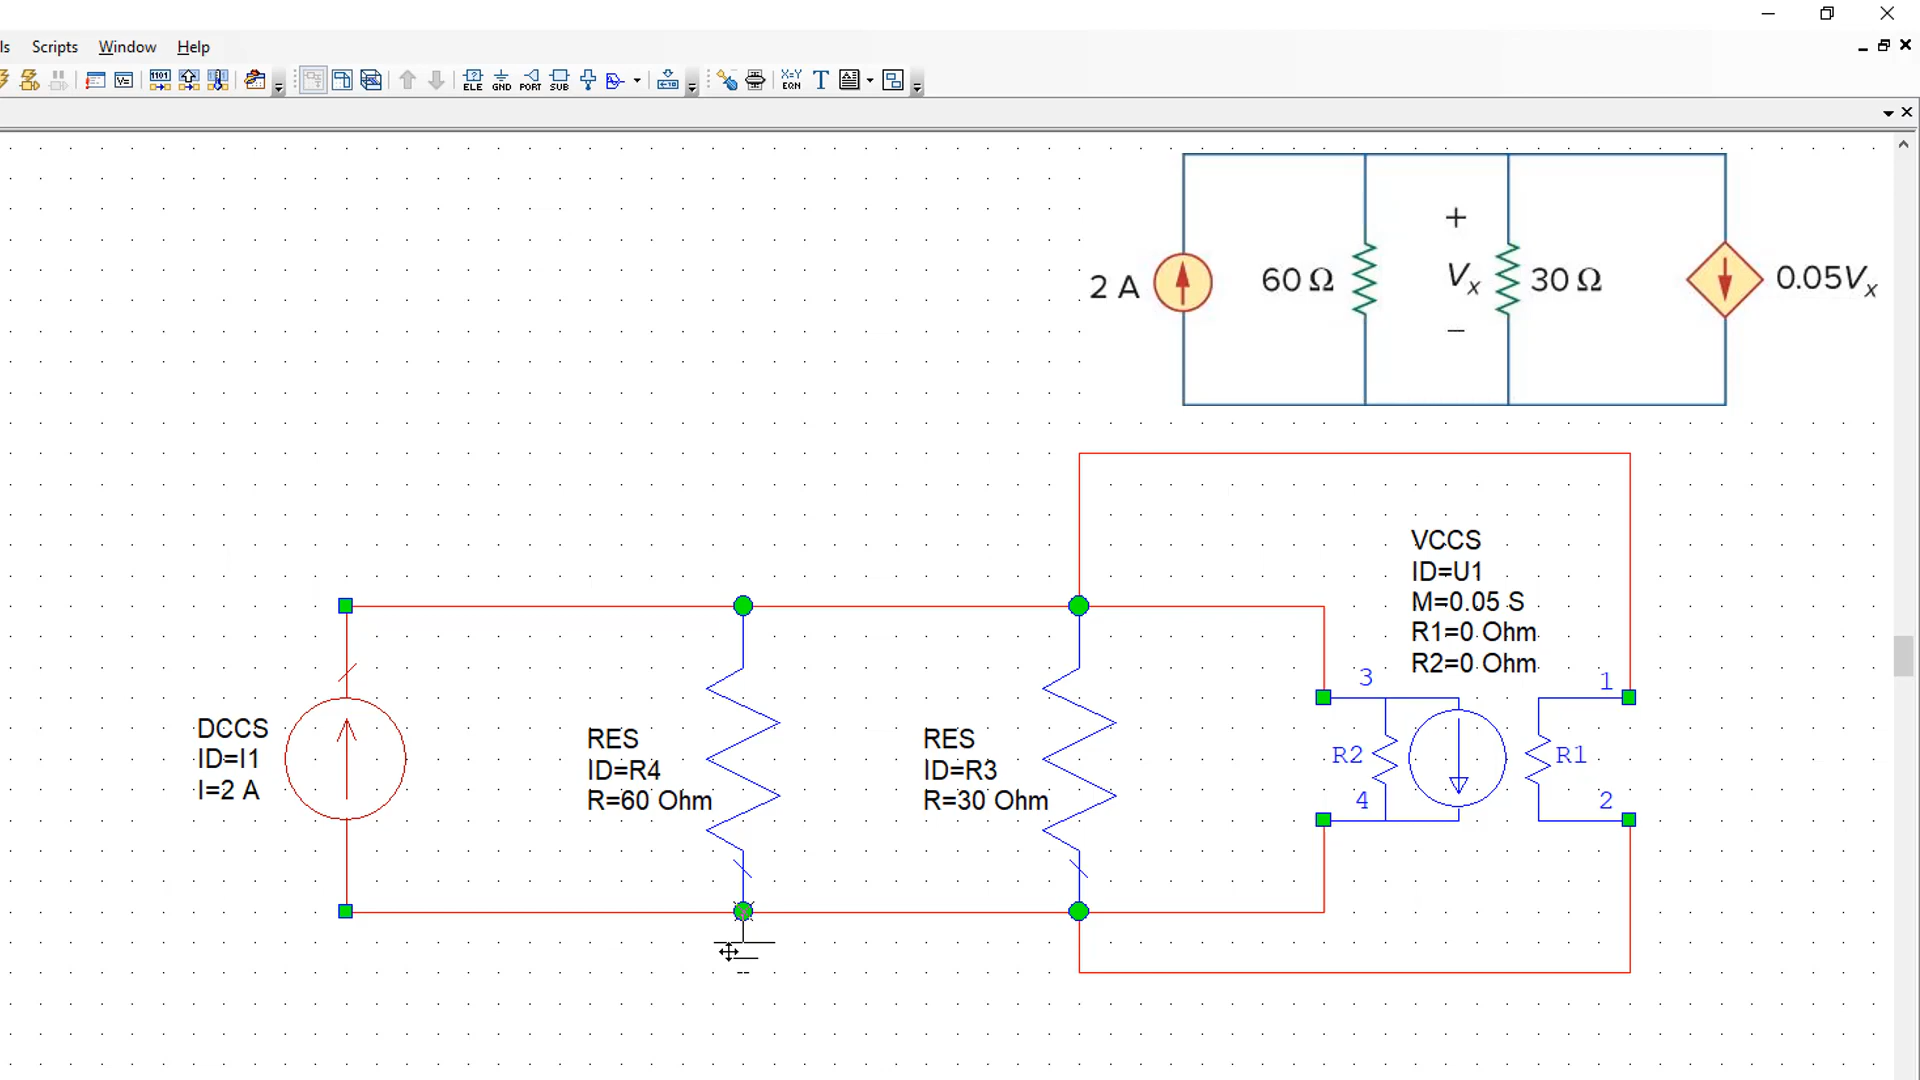 ls Scripts Window Help
1101
V=
ELE GND PORT SUB
X=Y
EQN
T
2 A
60 Ω
+
Vx
−
30 Ω
0.05Vx
VCCS
ID=U1
M=0.05 S
R1=0 Ohm
R2=0 Ohm
3
1
DCCS
ID=I1
I=2 A
RES
ID=R4
R=60 Ohm
RES
ID=R3
R=30 Ohm
R2
R1
4
2